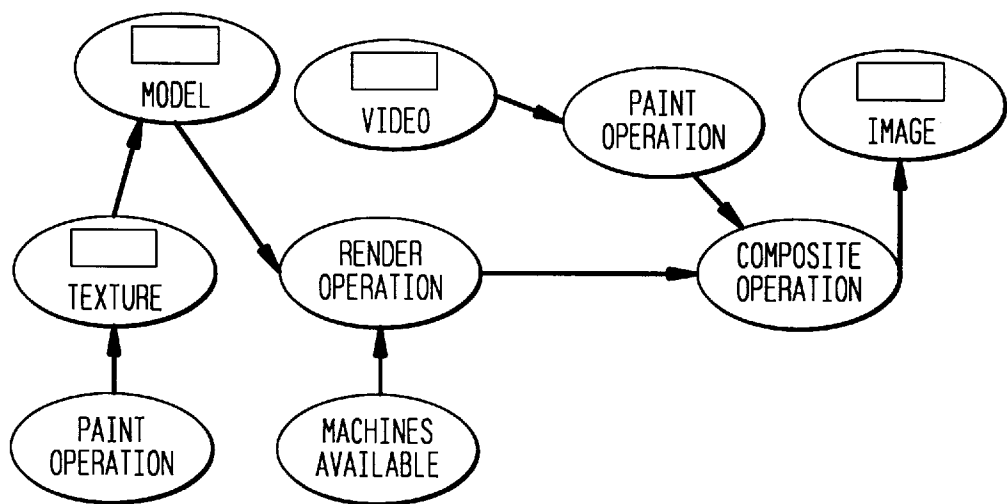 MODEL
VIDEO
PAINT
OPERATION
IMAGE
TEXTURE
RENDER
OPERATION
COMPOSITE
OPERATION
PAINT
OPERATION
MACHINES
AVAILABLE